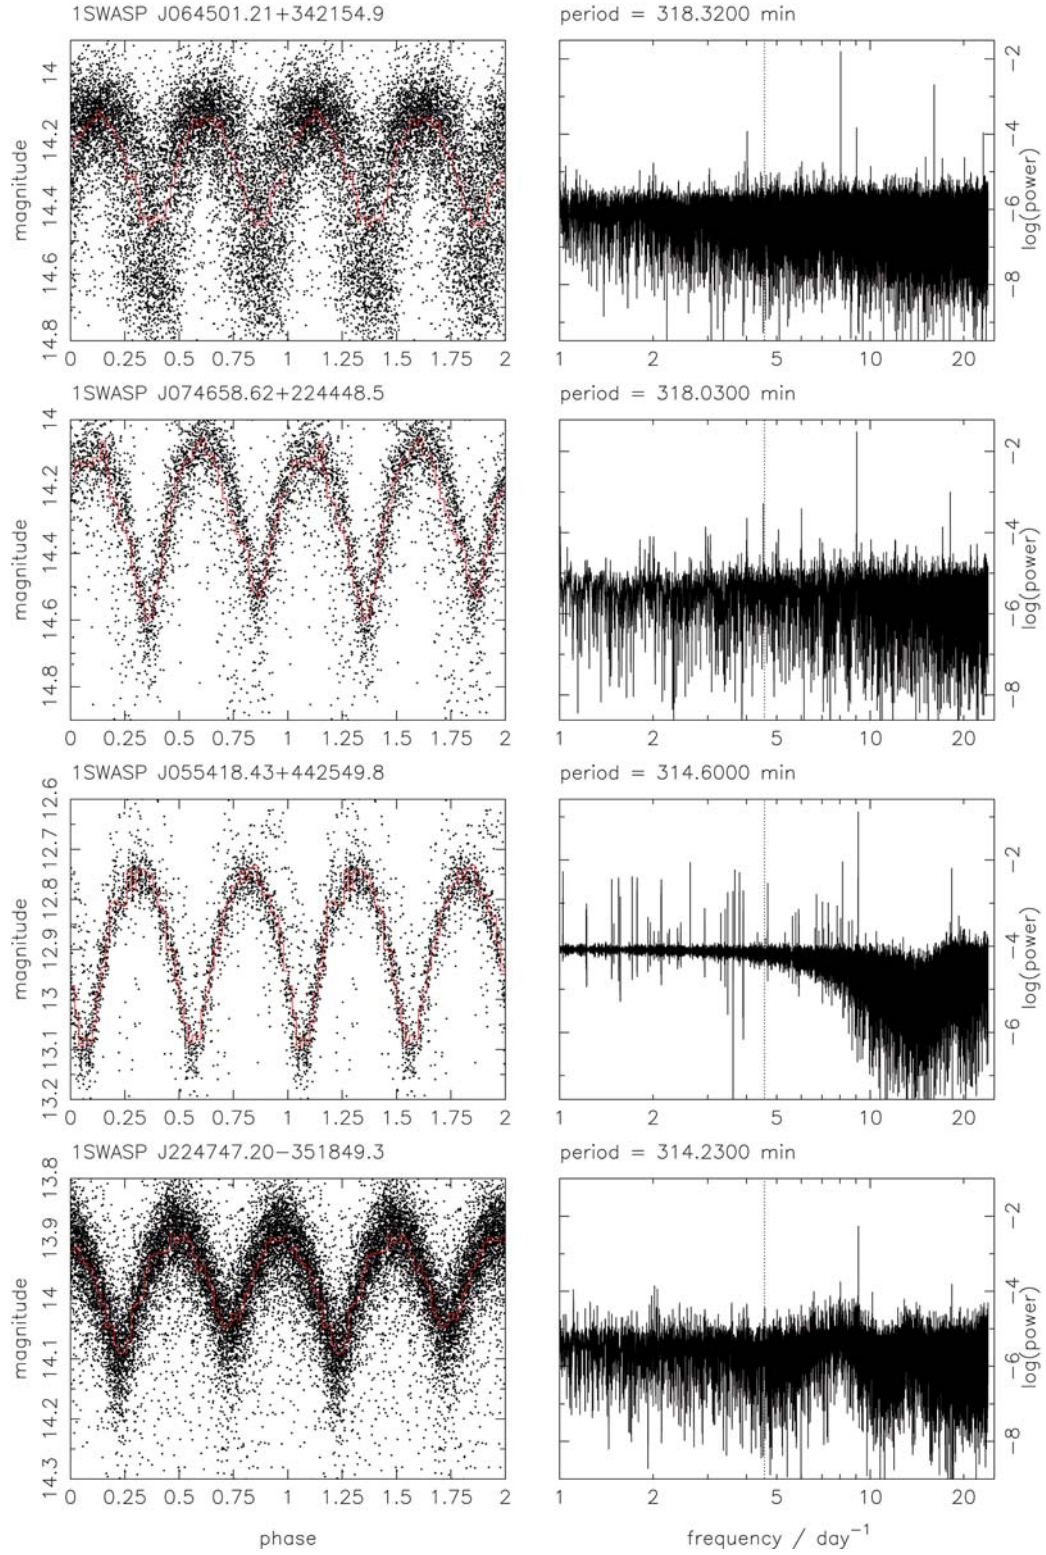 1SWASP J064501.21+342154.9
period = 318.3200 min
magnitude
14
14.2
14.4
14.6
14.8
0 0.25 0.5 0.75 1 1.25 1.5 1.75 2
log(power)
−2
−4
−6
−8
1 2 5 10 20
1SWASP J074658.62+224448.5
period = 318.0300 min
magnitude
14
14.2
14.4
14.6
14.8
0 0.25 0.5 0.75 1 1.25 1.5 1.75 2
log(power)
−2
−4
−6
−8
1 2 5 10 20
1SWASP J055418.43+442549.8
period = 314.6000 min
magnitude
12.6
12.7
12.8
12.9
13
13.1
13.2
0 0.25 0.5 0.75 1 1.25 1.5 1.75 2
log(power)
−2
−4
−6
1 2 5 10 20
1SWASP J224747.20−351849.3
period = 314.2300 min
magnitude
13.8
13.9
14
14.1
14.2
14.3
0 0.25 0.5 0.75 1 1.25 1.5 1.75 2
phase
log(power)
−2
−4
−6
−8
1 2 5 10 20
frequency / day⁻¹